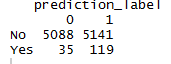 prediction_label
0 1
No 5088 5141
Yes 35 119